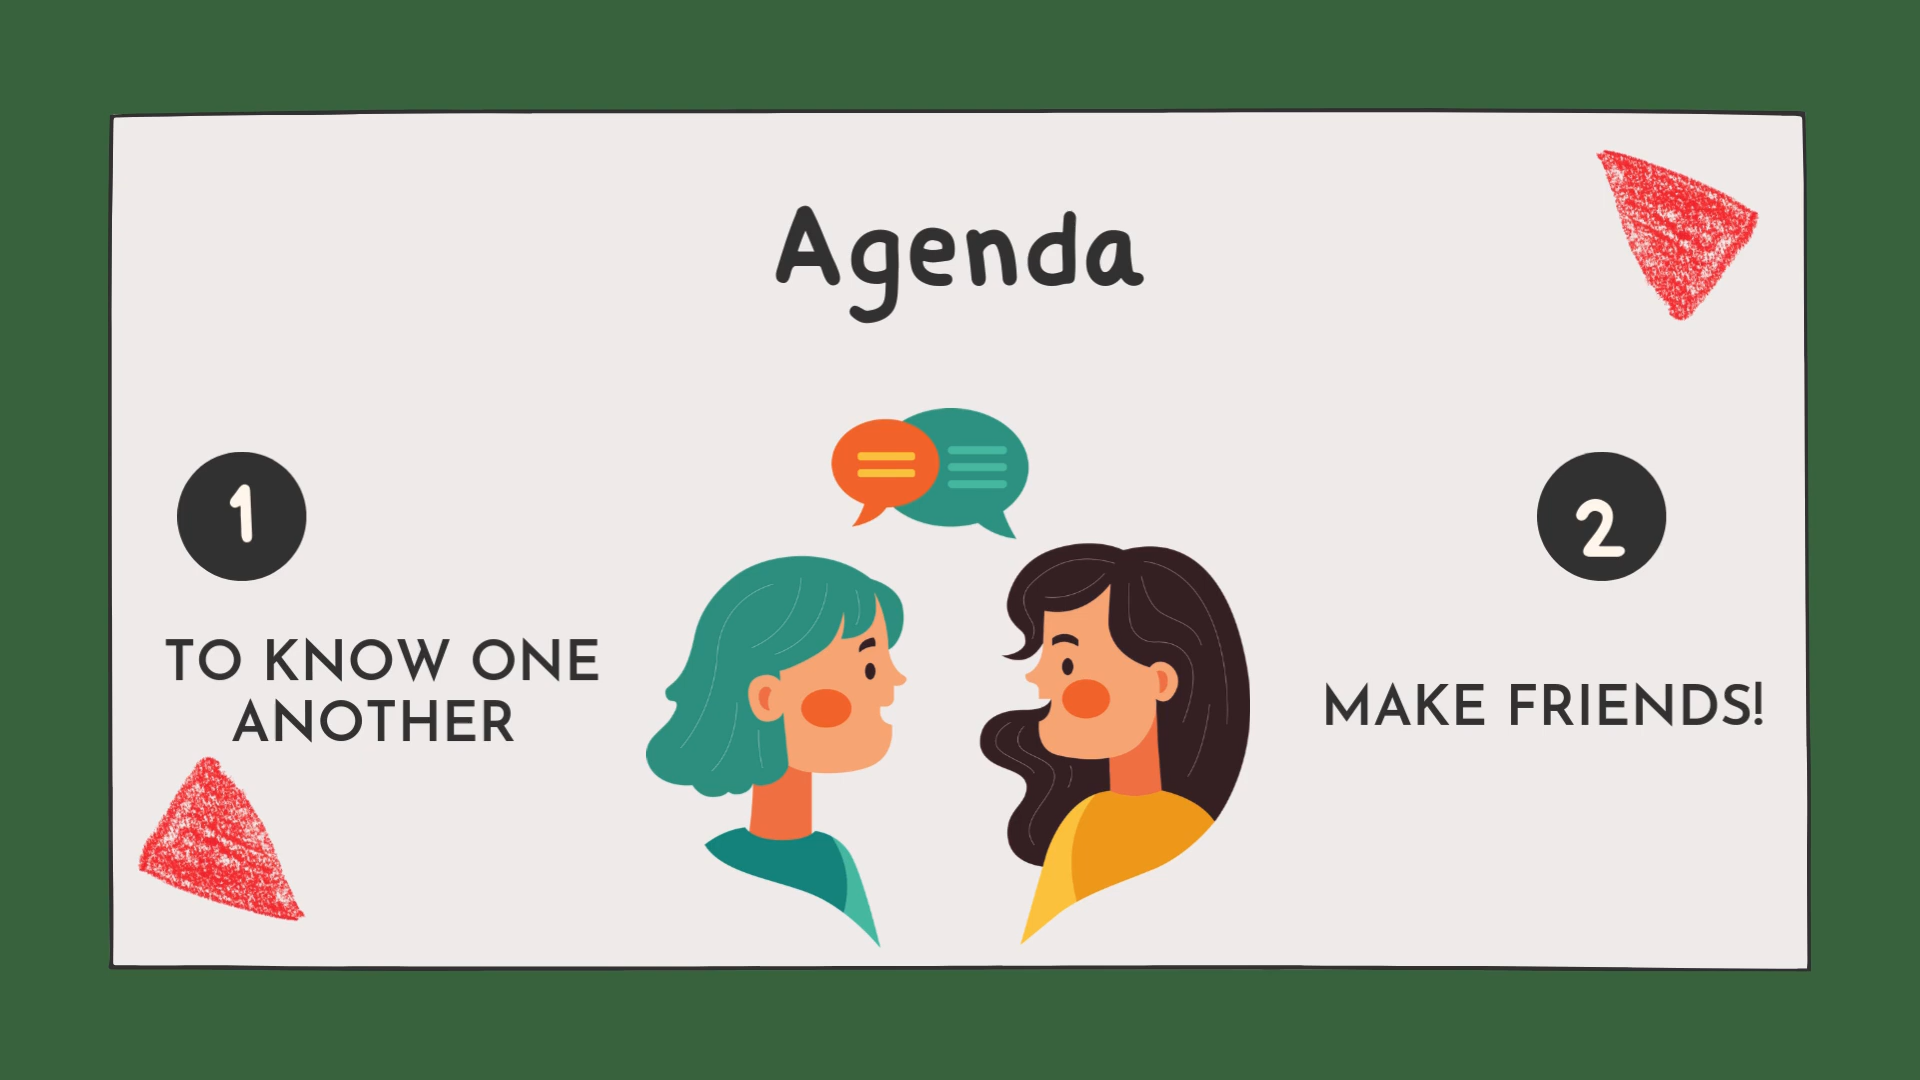 Agenda
1
TO KNOW ONE
ANOTHER
2
MAKE FRIENDS!